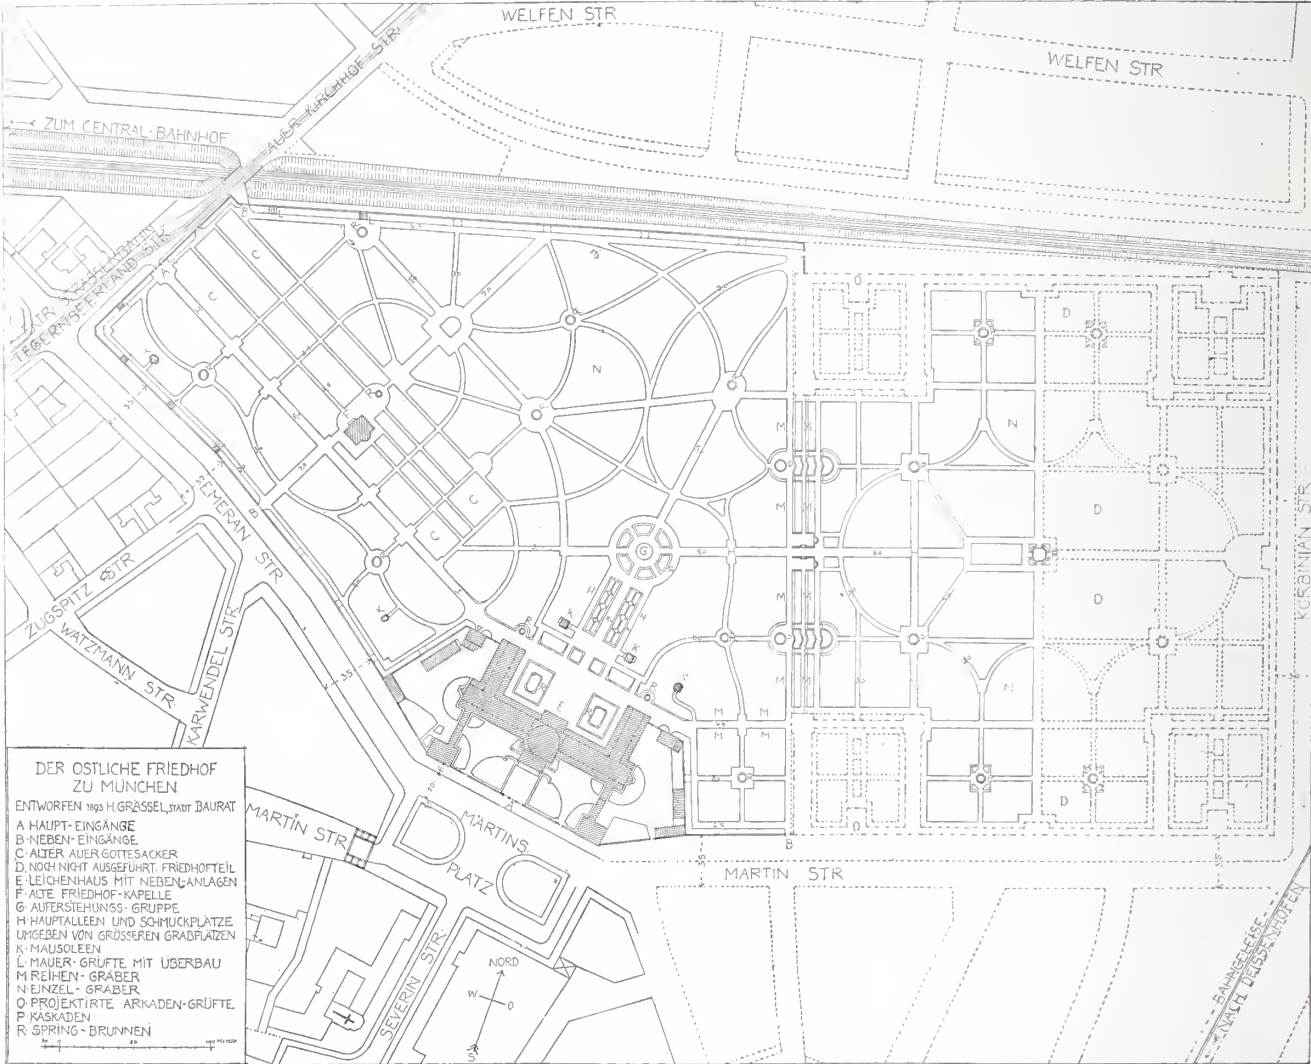 WELFEN STR
WELFEN STR
AUER-KIRCHHOF STR.
ZUM CENTRAL-BAHNHOF
TEGERNSEERLAND STR.
ST. EMERAN STR
ZUGSPITZ STR
WATZMANN STR.
KARWENDEL STR.
KORBINIAN STR
MARTIN STR.
MARTINS
PLATZ
MARTIN STR
SEVERIN STR.
BAHNGELEISE
NACH DEISSENHOFEN
NORD
W O
S
DER OSTLICHE FRIEDHOF
ZU MÜNCHEN
ENTWORFEN 1893 H. GRÄSSEL, STADT BAURAT
A HAUPT-EINGÄNGE
B NEBEN-EINGÄNGE
C ALTER AUER GOTTESACKER
D NOCH NICHT AUSGEFÜHRT. FRIEDHOFTEIL
E LEICHENHAUS MIT NEBEN-ANLAGEN
F ALTE FRIEDHOF-KAPELLE
G AUFERSTEHUNGS-GRUPPE
H HAUPTALLEEN UND SCHMUCKPLÄTZE
UMGEBEN VON GRÖSSEREN GRABPLÄTZEN
K MAUSOLEEN
L MAUER-GRÜFTE MIT ÜBERBAU
M REIHEN-GRÄBER
N EINZEL-GRÄBER
O PROJEKTIRTE ARKADEN-GRÜFTE
P KASKADEN
R SPRING-BRUNNEN